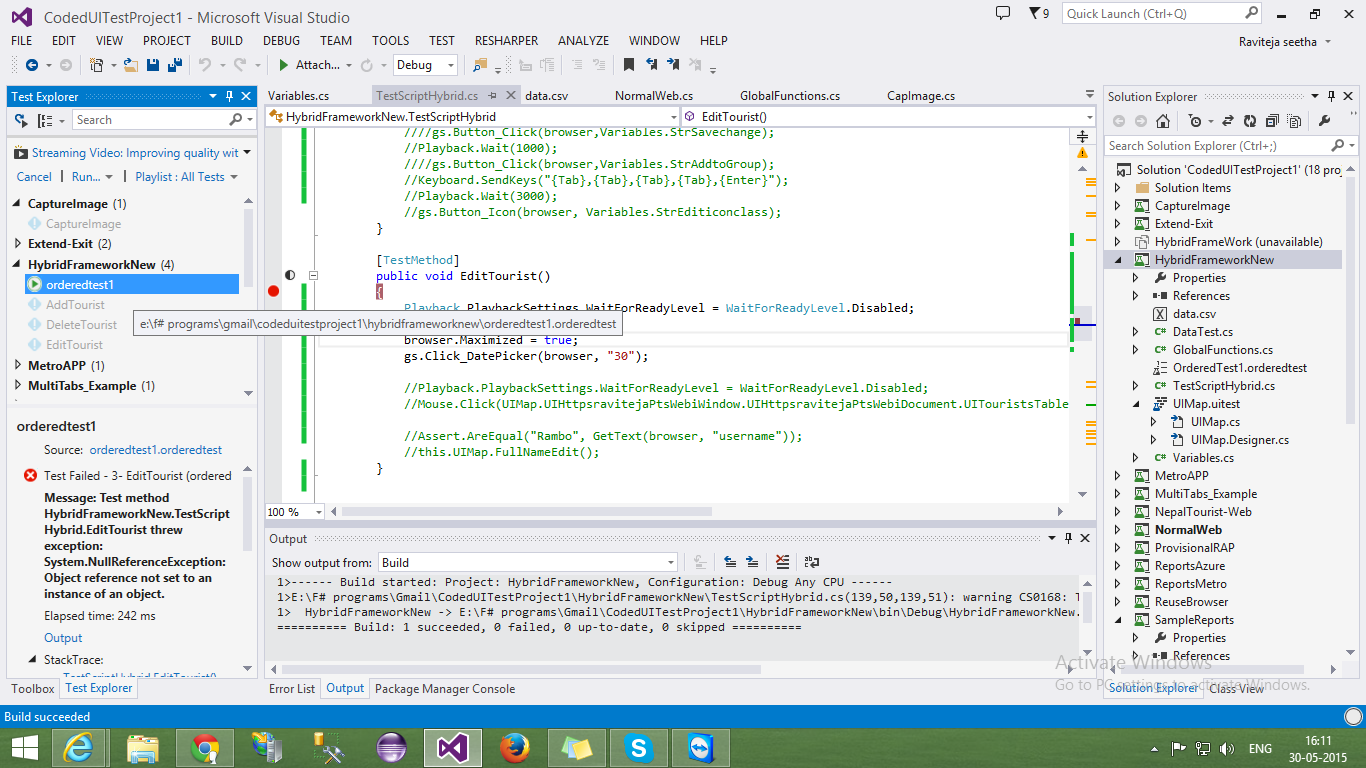 CodedUITestProject1 - Microsoft Visual Studio
9
Quick Launch (Ctrl+Q)
FILE EDIT VIEW PROJECT BUILD DEBUG TEAM TOOLS TEST RESHARPER ANALYZE WINDOW HELP
Raviteja seetha
Attach...
Debug
Test Explorer
Search
Streaming Video: Improving quality wit
Cancel | Run... | Playlist : All Tests
CaptureImage (1)
CaptureImage
Extend-Exit (2)
HybridFrameworkNew (4)
orderedtest1
AddTourist
DeleteTourist
EditTourist
MetroAPP (1)
MultiTabs_Example (1)
e:\f# programs\gmail\codeduitestproject1\hybridframeworknew\orderedtest1.orderedtest
orderedtest1
Source: orderedtest1.orderedtest
Test Failed - 3- EditTourist (ordered
Message: Test method
HybridFrameworkNew.TestScript
Hybrid.EditTourist threw
exception:
System.NullReferenceException:
Object reference not set to an
instance of an object.
Elapsed time: 242 ms
Output
StackTrace:
TestScriptHybrid.EditTourist()
Toolbox Test Explorer
Variables.cs TestScriptHybrid.cs data.csv NormalWeb.cs GlobalFunctions.cs CapImage.cs
HybridFrameworkNew.TestScriptHybrid EditTourist()
////gs.Button_Click(browser,Variables.StrSavechange);
//Playback.Wait(1000);
////gs.Button_Click(browser,Variables.StrAddtoGroup);
//Keyboard.SendKeys("{Tab},{Tab},{Tab},{Tab},{Enter}");
//Playback.Wait(3000);
//gs.Button_Icon(browser, Variables.StrEditiconclass);
}
[TestMethod]
public void EditTourist()
{
Playback.PlaybackSettings.WaitForReadyLevel = WaitForReadyLevel.Disabled;
browser.Maximized = true;
gs.Click_DatePicker(browser, "30");
//Playback.PlaybackSettings.WaitForReadyLevel = WaitForReadyLevel.Disabled;
//Mouse.Click(UIMap.UIHttpsravitejaPtsWebiWindow.UIHttpsravitejaPtsWebiDocument.UITouristsTable
//Assert.AreEqual("Rambo", GetText(browser, "username"));
//this.UIMap.FullNameEdit();
}
100 %
Output
Show output from: Build
1>------ Build started: Project: HybridFrameworkNew, Configuration: Debug Any CPU ------
1>E:\F# programs\Gmail\CodedUITestProject1\HybridFrameworkNew\TestScriptHybrid.cs(139,50,139,51): warning CS0168: T
1>  HybridFrameworkNew -> E:\F# programs\Gmail\CodedUITestProject1\HybridFrameworkNew\bin\Debug\HybridFrameworkNew.
========== Build: 1 succeeded, 0 failed, 0 up-to-date, 0 skipped ==========
Error List Output Package Manager Console
Solution Explorer
Search Solution Explorer (Ctrl+;)
Solution 'CodedUITestProject1' (18 proj
Solution Items
CaptureImage
Extend-Exit
HybridFrameWork (unavailable)
HybridFrameworkNew
Properties
References
data.csv
C# DataTest.cs
C# GlobalFunctions.cs
OrderedTest1.orderedtest
C# TestScriptHybrid.cs
UIMap.uitest
UIMap.cs
UIMap.Designer.cs
C# Variables.cs
MetroAPP
MultiTabs_Example
NepalTourist-Web
NormalWeb
ProvisionalRAP
ReportsAzure
ReportsMetro
ReuseBrowser
SampleReports
Properties
References
Activate Windows
Go to PC settings to activate Windows.
Solution Explorer Class View
Build succeeded
ENG
16:11
30-05-2015